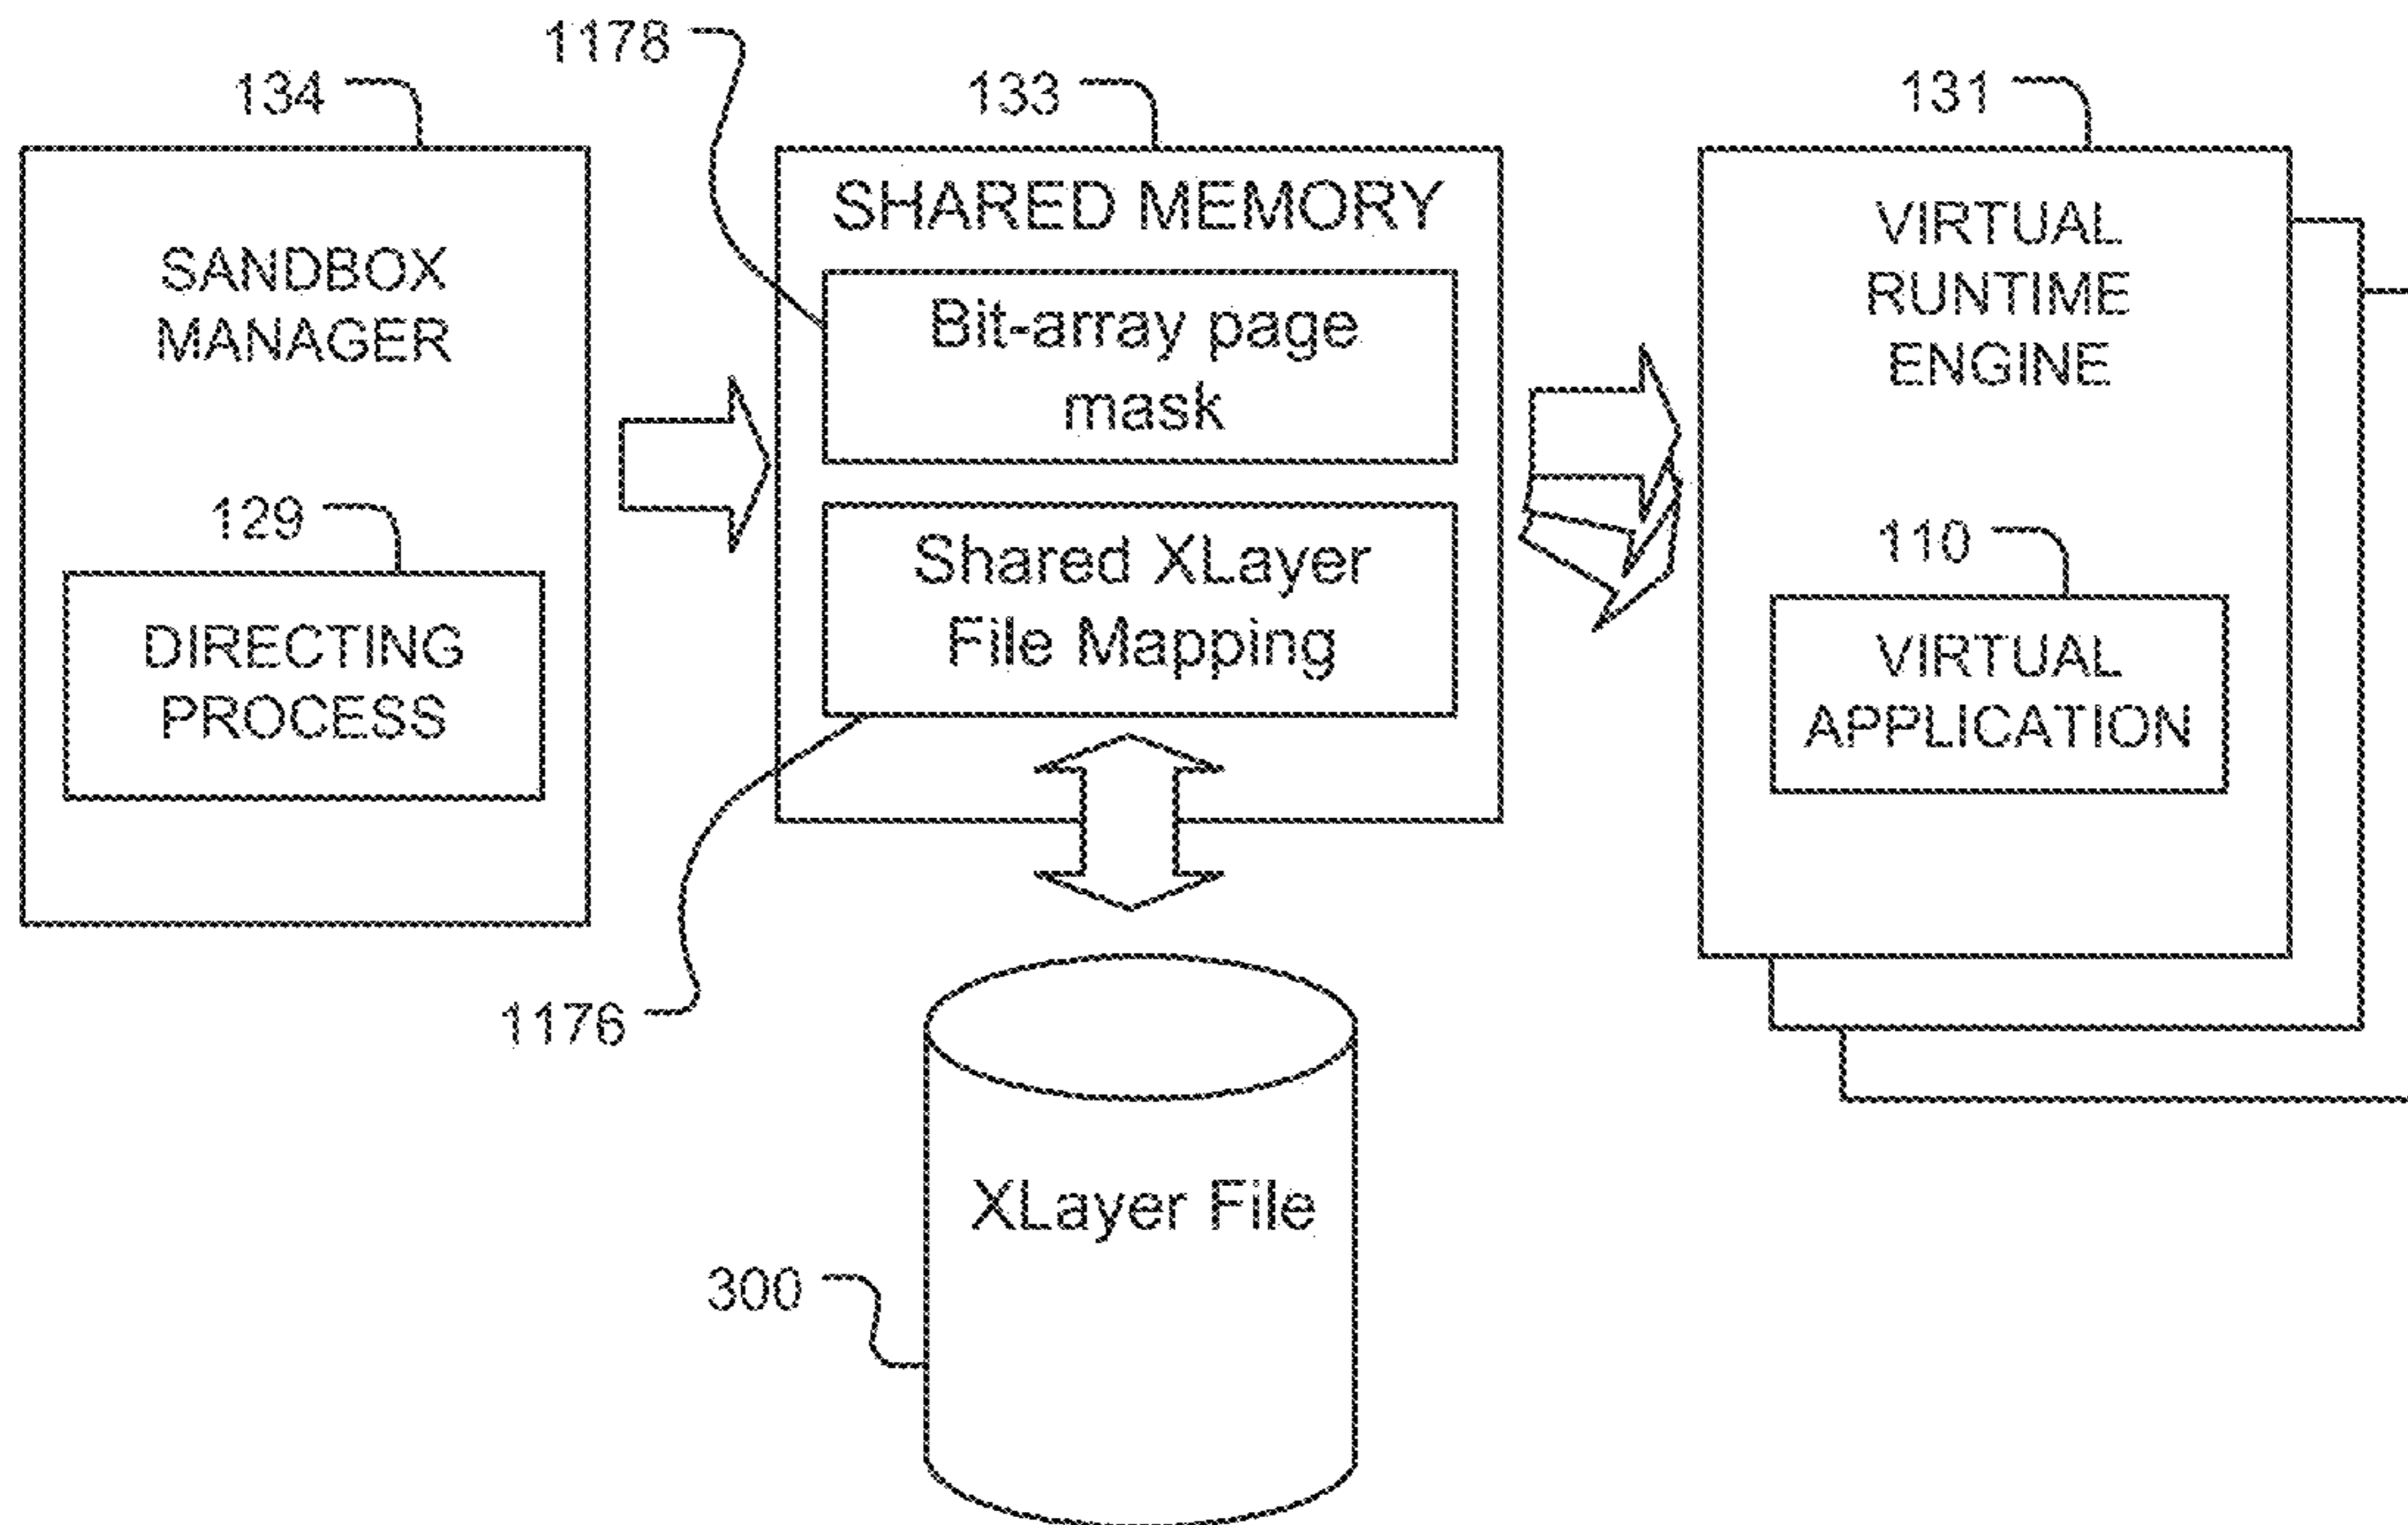 1178
134
133
131
SANDBOX
MANAGER
129
DIRECTING
PROCESS
SHARED MEMORY
Bit-array page
mask
Shared XLayer
File Mapping
1176
VIRTUAL
RUNTIME
ENGINE
110
VIRTUAL
APPLICATION
XLayer File
300